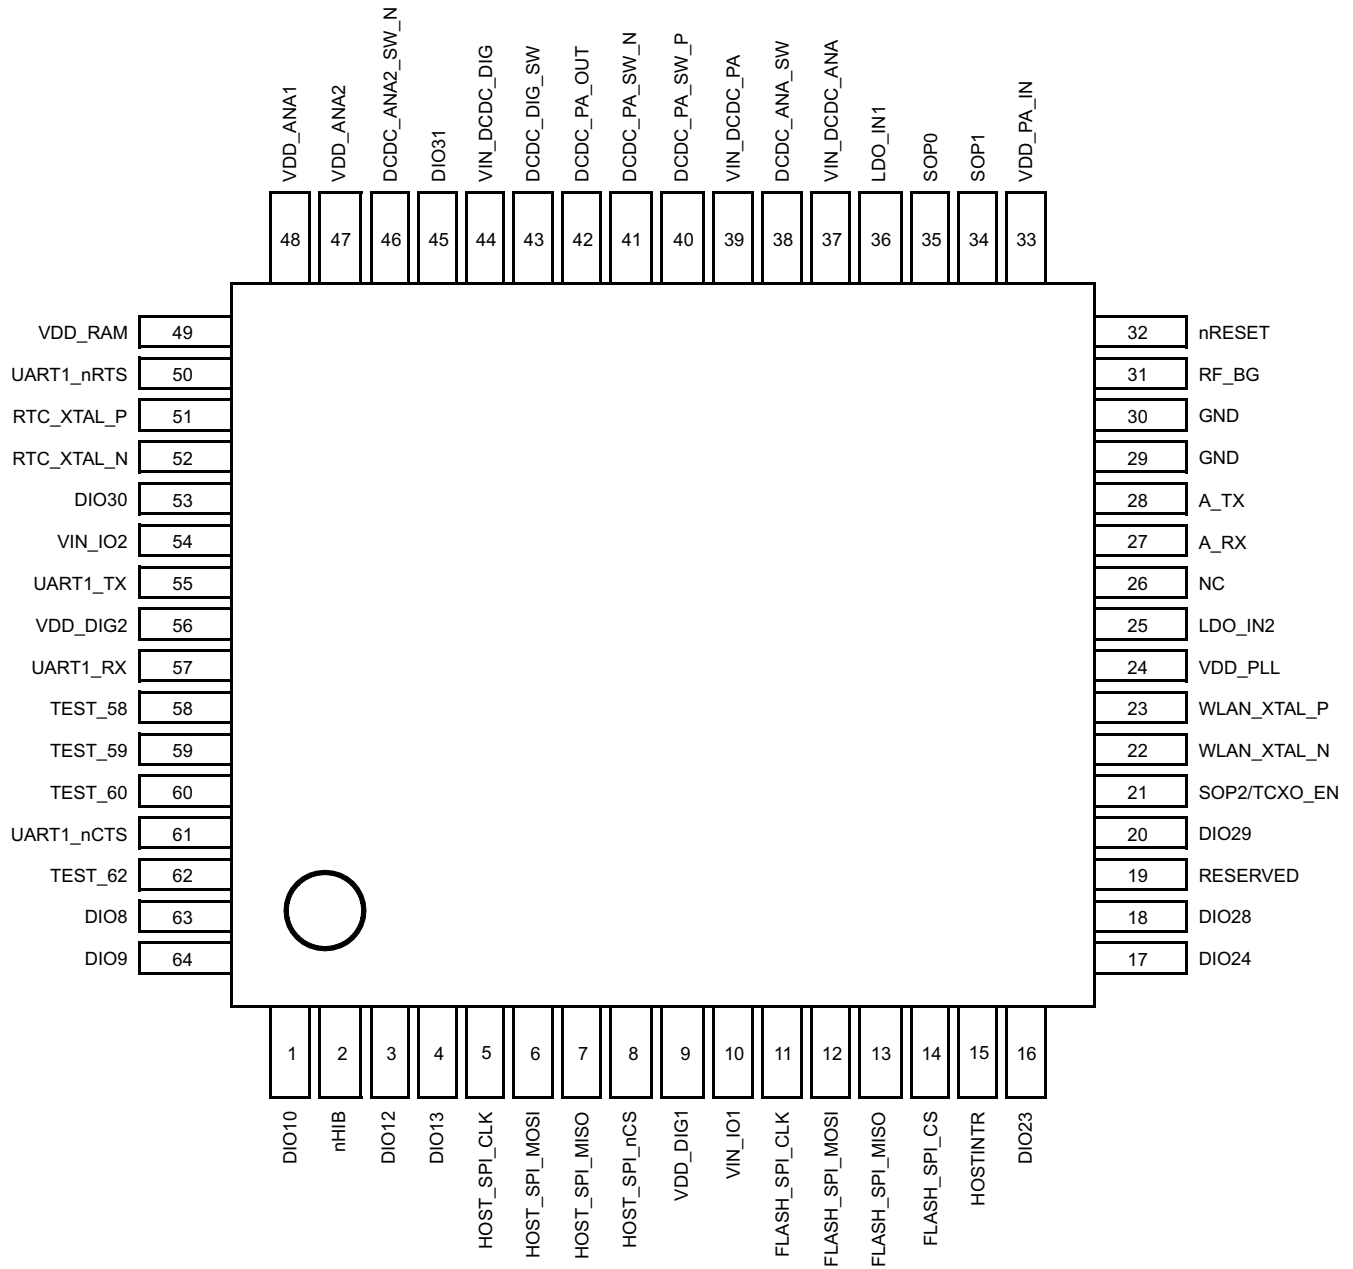 VDD_ANA1
VDD_ANA2
DCDC_ANA2_SW_N
DIO31
VIN_DCDC_DIG
DCDC_DIG_SW
DCDC_PA_OUT
DCDC_PA_SW_N
DCDC_PA_SW_P
VIN_DCDC_PA
DCDC_ANA_SW
VIN_DCDC_ANA
LDO_IN1
SOP0
SOP1
VDD_PA_IN
48 47 46 45 44 43 42 41 40 39 38 37 36 35 34 33
VDD_RAM 49
UART1_nRTS 50
RTC_XTAL_P 51
RTC_XTAL_N 52
DIO30 53
VIN_IO2 54
UART1_TX 55
VDD_DIG2 56
UART1_RX 57
TEST_58 58
TEST_59 59
TEST_60 60
UART1_nCTS 61
TEST_62 62
DIO8 63
DIO9 64
32 nRESET
31 RF_BG
30 GND
29 GND
28 A_TX
27 A_RX
26 NC
25 LDO_IN2
24 VDD_PLL
23 WLAN_XTAL_P
22 WLAN_XTAL_N
21 SOP2/TCXO_EN
20 DIO29
19 RESERVED
18 DIO28
17 DIO24
1 2 3 4 5 6 7 8 9 10 11 12 13 14 15 16
DIO10
nHIB
DIO12
DIO13
HOST_SPI_CLK
HOST_SPI_MOSI
HOST_SPI_MISO
HOST_SPI_nCS
VDD_DIG1
VIN_IO1
FLASH_SPI_CLK
FLASH_SPI_MOSI
FLASH_SPI_MISO
FLASH_SPI_CS
HOSTINTR
DIO23